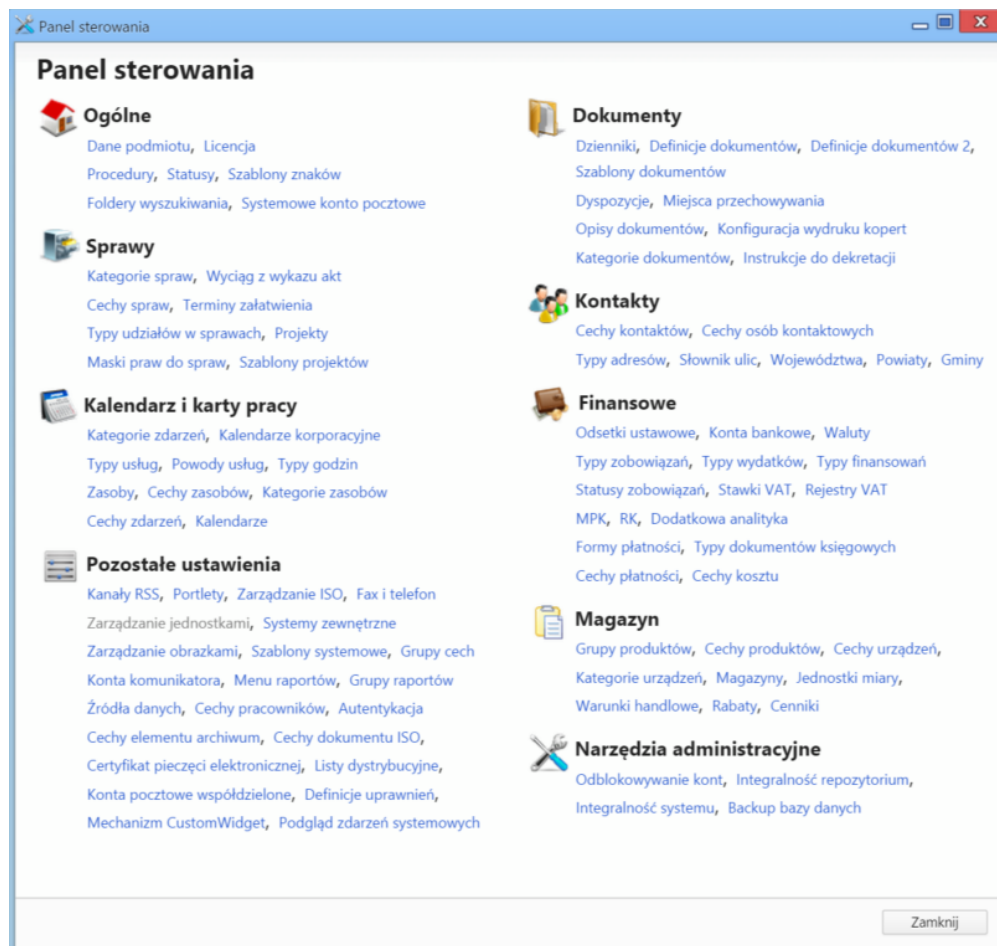 Panel sterowania
Panel sterowania
Ogólne
Dane podmiotu, Licencja
Procedury, Statusy, Szablony znaków
Foldery wyszukiwania, Systemowe konto pocztowe
Sprawy
Kategorie spraw, Wyciąg z wykazu akt
Cechy spraw, Terminy załatwienia
Typy udziałów w sprawach, Projekty
Maski praw do spraw, Szablony projektów
Kalendarz i karty pracy
Kategorie zdarzeń, Kalendarze korporacyjne
Typy usług, Powody usług, Typy godzin
Zasoby, Cechy zasobów, Kategorie zasobów
Cechy zdarzeń, Kalendarze
Pozostałe ustawienia
Kanały RSS, Portlety, Zarządzanie ISO, Fax i telefon
Zarządzanie jednostkami, Systemy zewnętrzne
Zarządzanie obrazkami, Szablony systemowe, Grupy cech
Konta komunikatora, Menu raportów, Grupy raportów
Źródła danych, Cechy pracowników, Autentykacja
Cechy elementu archiwum, Cechy dokumentu ISO,
Certyfikat pieczęci elektronicznej, Listy dystrybucyjne,
Konta pocztowe współdzielone, Definicje uprawnień,
Mechanizm CustomWidget, Podgląd zdarzeń systemowych
Dokumenty
Dzienniki, Definicje dokumentów, Definicje dokumentów 2,
Szablony dokumentów
Dyspozycje, Miejsca przechowywania
Opisy dokumentów, Konfiguracja wydruku kopert
Kategorie dokumentów, Instrukcje do dekretacji
Kontakty
Cechy kontaktów, Cechy osób kontaktowych
Typy adresów, Słownik ulic, Województwa, Powiaty, Gminy
Finansowe
Odsetki ustawowe, Konta bankowe, Waluty
Typy zobowiązań, Typy wydatków, Typy finansowań
Statusy zobowiązań, Stawki VAT, Rejestry VAT
MPK, RK, Dodatkowa analityka
Formy płatności, Typy dokumentów księgowych
Cechy płatności, Cechy kosztu
Magazyn
Grupy produktów, Cechy produktów, Cechy urządzeń,
Kategorie urządzeń, Magazyny, Jednostki miary,
Warunki handlowe, Rabaty, Cenniki
Narzędzia administracyjne
Odblokowywanie kont, Integralność repozytorium,
Integralność systemu, Backup bazy danych
Zamknij